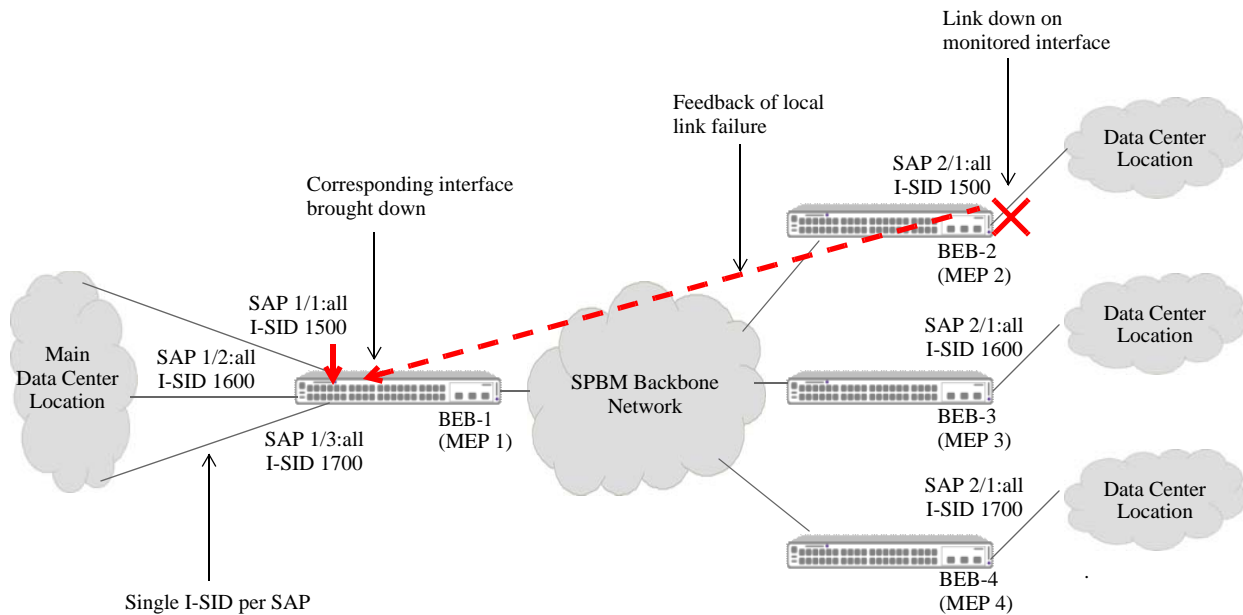 Link down on
monitored interface
Feedback of local
link failure
Data Center
Location
SAP 2/1:all
I-SID 1500
Corresponding interface
brought down
BEB-2
(MEP 2)
SAP 1/1:all
I-SID 1500
Main
Data Center
Location
SAP 1/2:all
I-SID 1600
SPBM Backbone
Network
SAP 2/1:all
I-SID 1600
Data Center
Location
BEB-1
(MEP 1)
BEB-3
(MEP 3)
SAP 1/3:all
I-SID 1700
SAP 2/1:all
I-SID 1700
Data Center
Location
BEB-4
(MEP 4)
.
Single I-SID per SAP